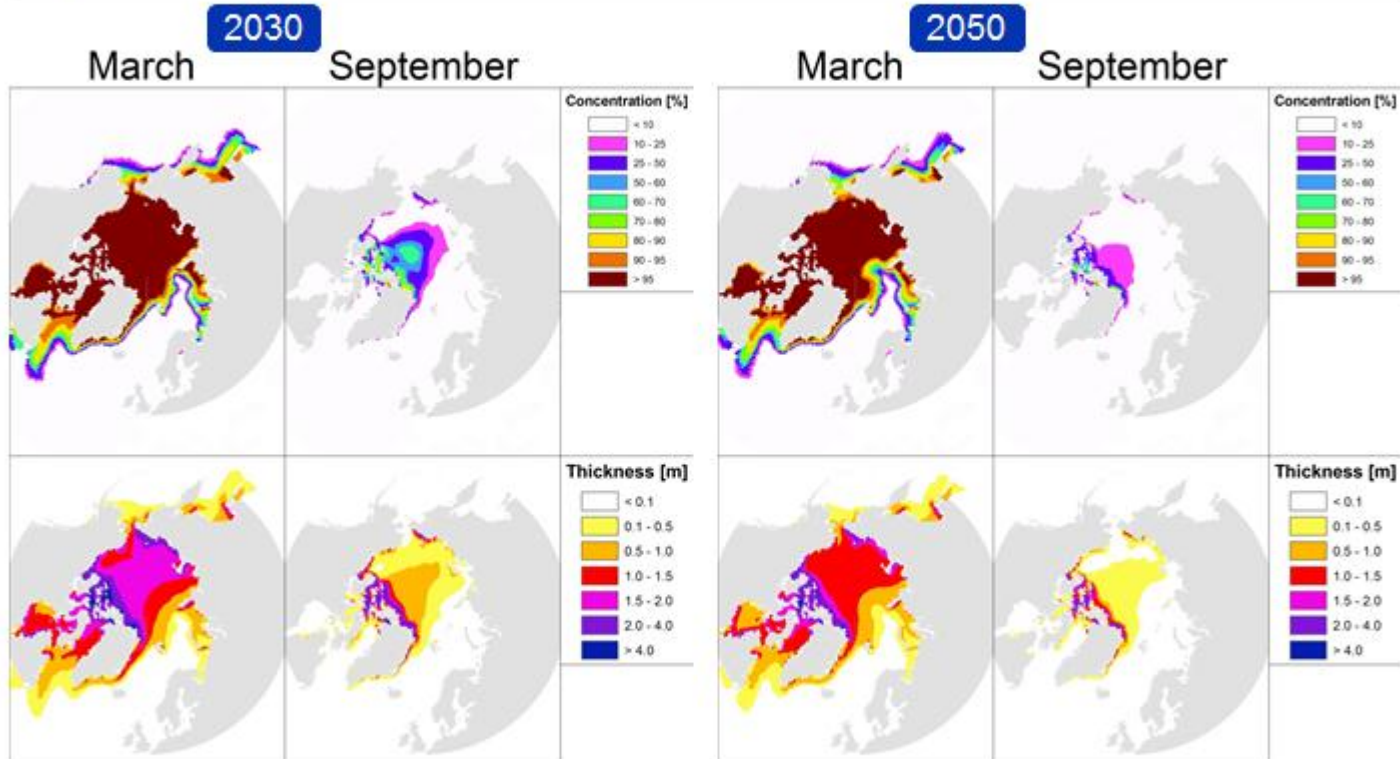 2030
March
September
Concentration [%]
< 10
10 - 25
25 - 50
50 - 60
60 - 70
70 - 80
80 - 90
90 - 95
> 95
Thickness [m]
< 0.1
0.1 - 0.5
0.5 - 1.0
1.0 - 1.5
1.5 - 2.0
2.0 - 4.0
> 4.0
2050
March
September
Concentration [%]
< 10
10 - 25
25 - 50
50 - 60
60 - 70
70 - 80
80 - 90
90 - 95
> 95
Thickness [m]
< 0.1
0.1 - 0.5
0.5 - 1.0
1.0 - 1.5
1.5 - 2.0
2.0 - 4.0
> 4.0